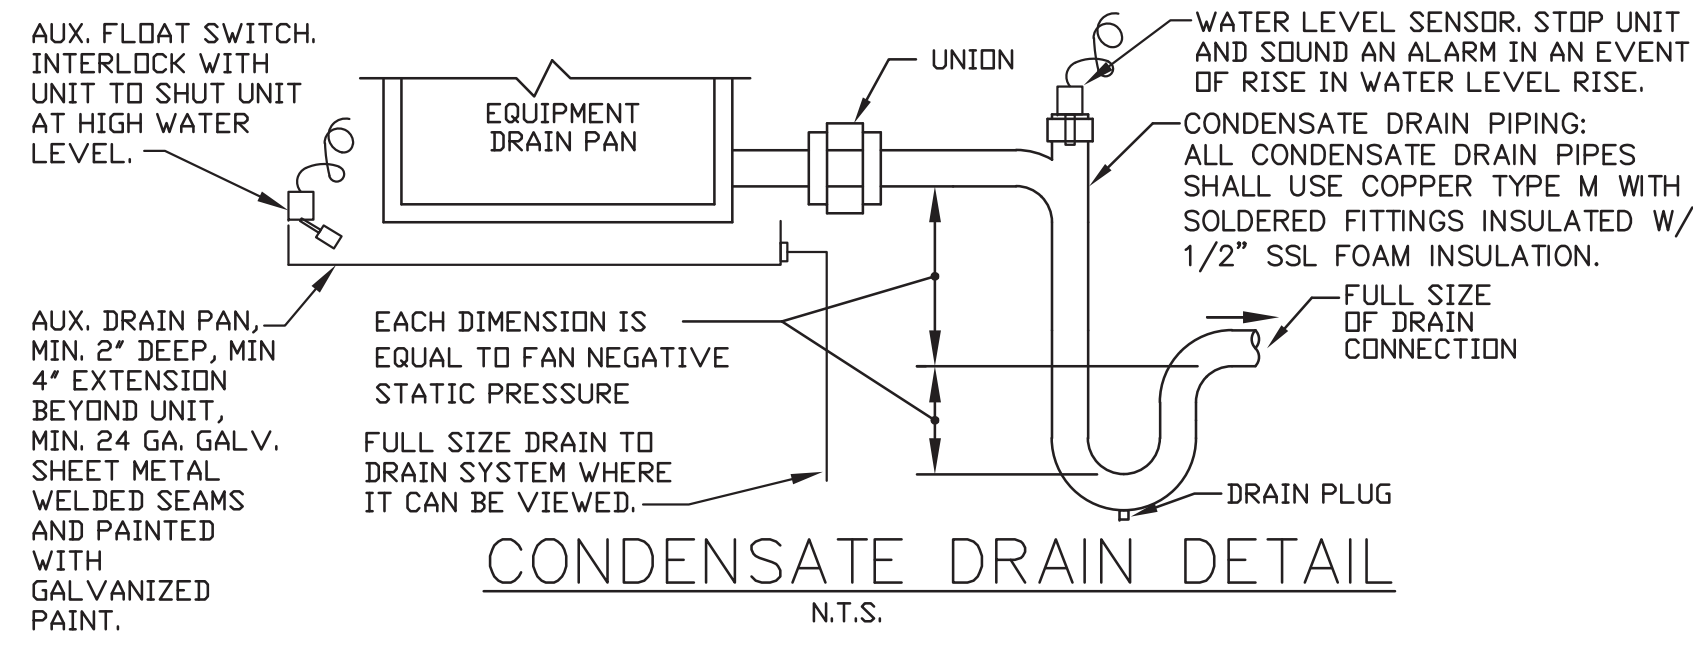 AUX. FLOAT SWITCH.
INTERLOCK WITH
UNIT TO SHUT UNIT
AT HIGH WATER
LEVEL.
EQUIPMENT
DRAIN PAN
UNION
WATER LEVEL SENSOR. STOP UNIT
AND SOUND AN ALARM IN AN EVENT
OF RISE IN WATER LEVEL RISE.
CONDENSATE DRAIN PIPING:
ALL CONDENSATE DRAIN PIPES
SHALL USE COPPER TYPE M WITH
SOLDERED FITTINGS INSULATED W/
1/2" SSL FOAM INSULATION.
FULL SIZE
OF DRAIN
CONNECTION
AUX. DRAIN PAN,
MIN. 2" DEEP, MIN
4" EXTENSION
BEYOND UNIT,
MIN. 24 GA. GALV.
SHEET METAL
WELDED SEAMS
AND PAINTED
WITH
GALVANIZED
PAINT.
EACH DIMENSION IS
EQUAL TO FAN NEGATIVE
STATIC PRESSURE
FULL SIZE DRAIN TO
DRAIN SYSTEM WHERE
IT CAN BE VIEWED.
DRAIN PLUG
CONDENSATE DRAIN DETAIL
N.T.S.